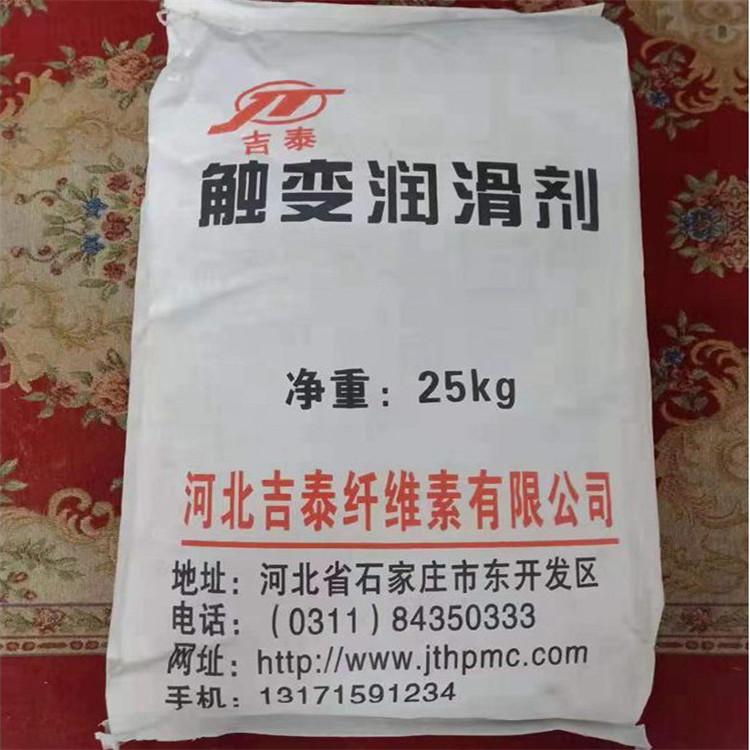 JT
吉泰
触变润滑剂
净重：25kg
河北吉泰纤维素有限公司
地址：河北省石家庄市东开发区
电话：（0311）84350333
网址：http://www.jthpmc.com
手机：13171591234